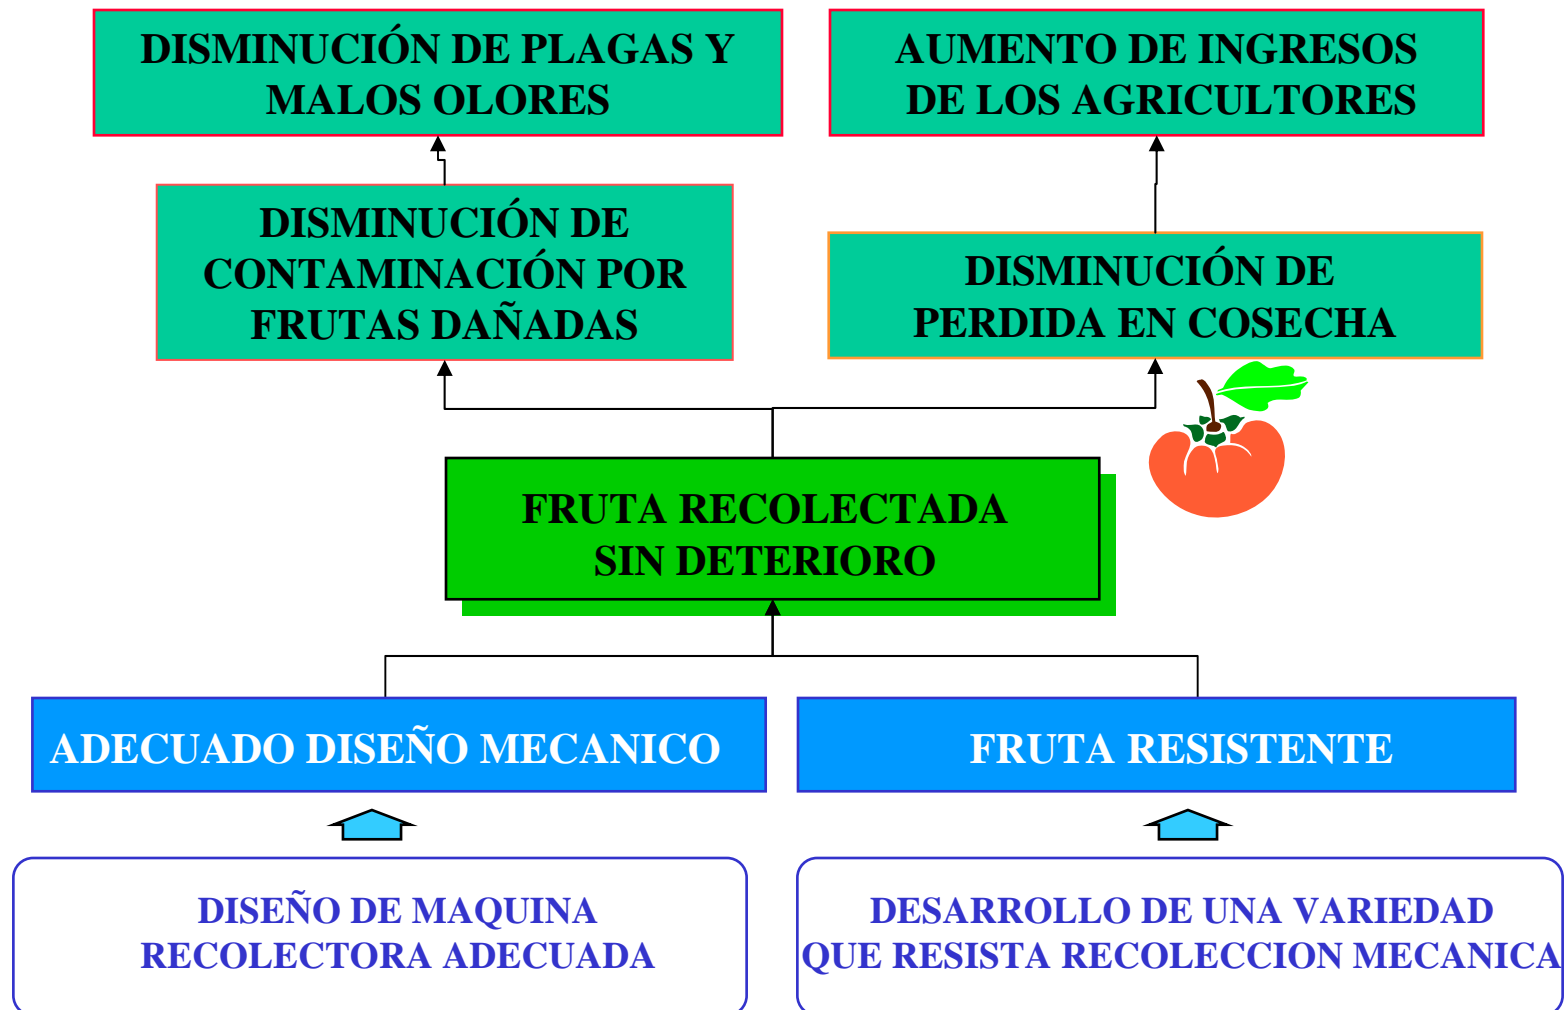 DISMINUCIÓN DE PLAGAS Y
MALOS OLORES
AUMENTO DE INGRESOS
DE LOS AGRICULTORES
DISMINUCIÓN DE
CONTAMINACIÓN POR
FRUTAS DAÑADAS
DISMINUCIÓN DE
PERDIDA EN COSECHA
FRUTA RECOLECTADA
SIN DETERIORO
ADECUADO DISEÑO MECANICO
FRUTA RESISTENTE
DISEÑO DE MAQUINA
RECOLECTORA ADECUADA
DESARROLLO DE UNA VARIEDAD
QUE RESISTA RECOLECCION MECANICA